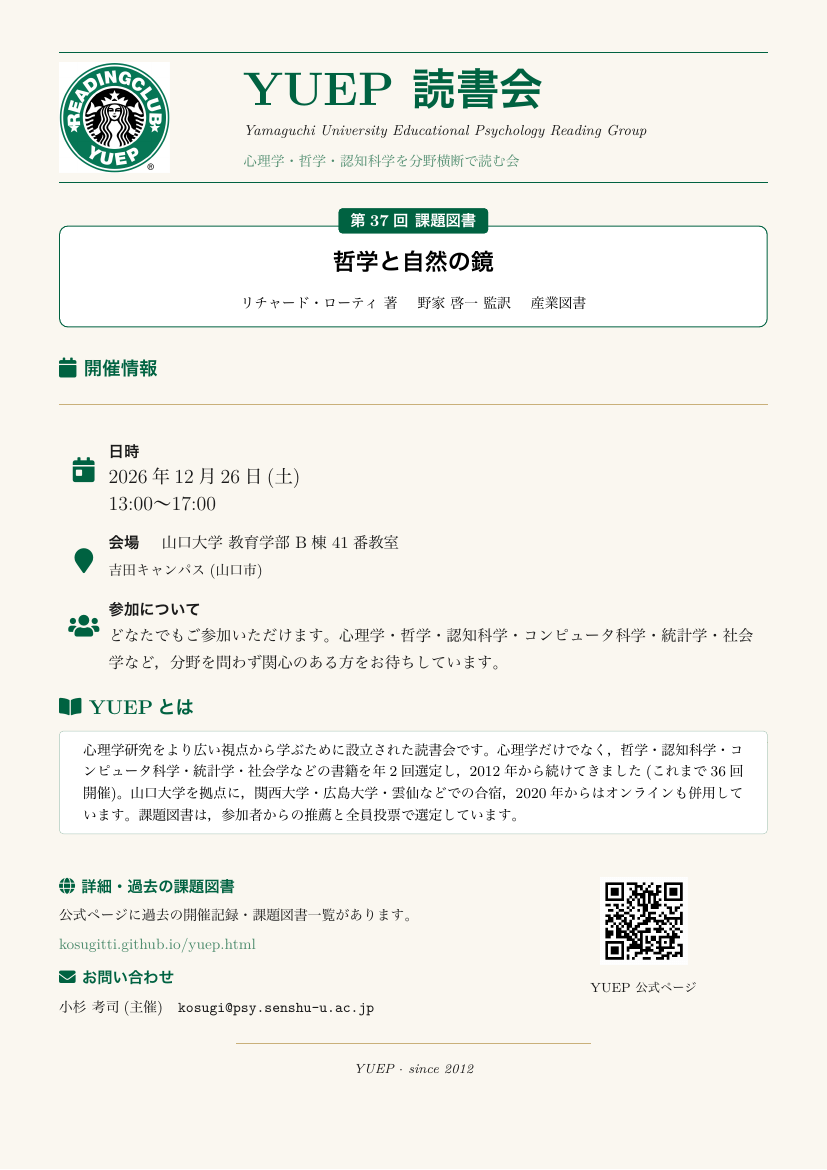 READINGCLUB
YUEP
®
YUEP 読書会
Yamaguchi University Educational Psychology Reading Group
心理学・哲学・認知科学を分野横断で読む会
第 37 回 課題図書
哲学と自然の鏡
リチャード・ローティ 著 野家 啓一 監訳 産業図書
開催情報
日時
2026 年 12 月 26 日 (土)
13:00〜17:00
会場 山口大学 教育学部 B 棟 41 番教室
吉田キャンパス (山口市)
参加について
どなたでもご参加いただけます。心理学・哲学・認知科学・コンピュータ科学・統計学・社会
学など，分野を問わず関心のある方をお待ちしています。
YUEP とは
心理学研究をより広い視点から学ぶために設立された読書会です。心理学だけでなく，哲学・認知科学・コ
ンピュータ科学・統計学・社会学などの書籍を年 2 回選定し，2012 年から続けてきました (これまで 36 回
開催)。山口大学を拠点に，関西大学・広島大学・雲仙などでの合宿，2020 年からはオンラインも併用して
います。課題図書は，参加者からの推薦と全員投票で選定しています。
詳細・過去の課題図書
公式ページに過去の開催記録・課題図書一覧があります。
kosugitti.github.io/yuep.html
お問い合わせ
小杉 考司 (主催) kosugi@psy.senshu-u.ac.jp
YUEP 公式ページ
YUEP · since 2012